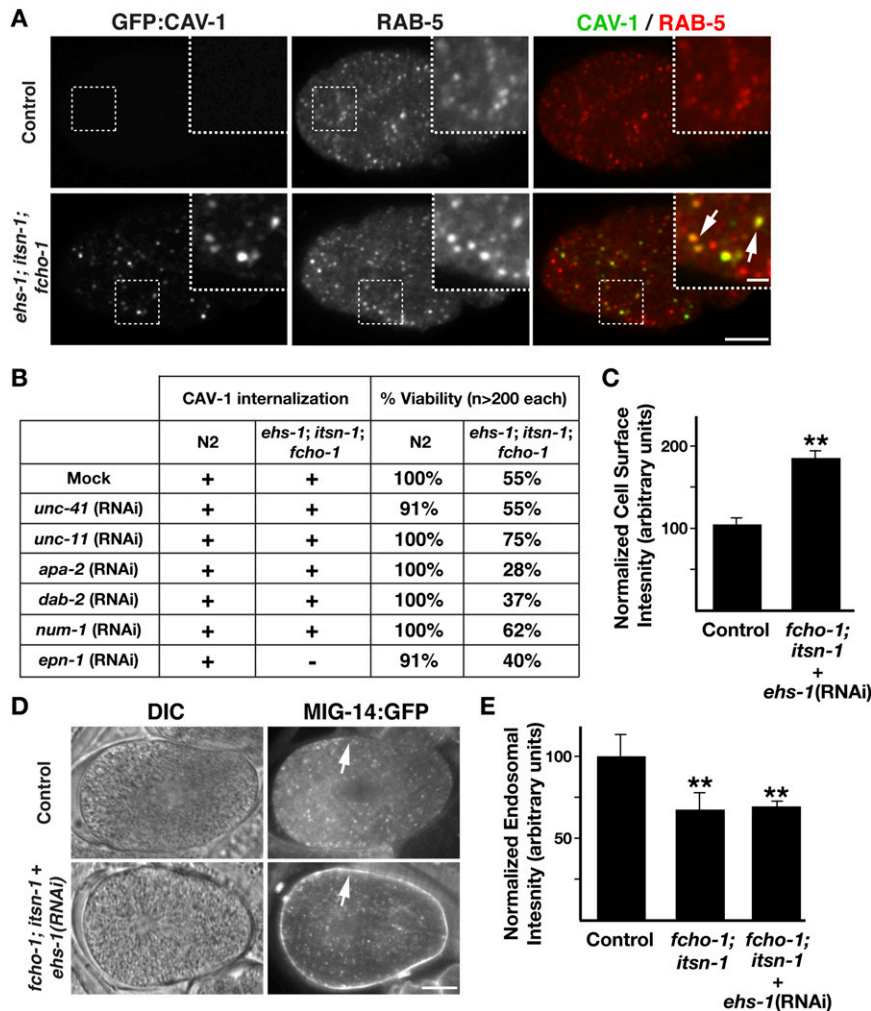 A
GFP:CAV-1 RAB-5 CAV-1 / RAB-5
Control
ehs-1; itsn-1;
fcho-1
B
CAV-1 internalization % Viability (n>200 each)
N2 ehs-1; itsn-1; fcho-1 N2 ehs-1; itsn-1; fcho-1
Mock + + 100% 55%
unc-41 (RNAi) + + 91% 55%
unc-11 (RNAi) + + 100% 75%
apa-2 (RNAi) + + 100% 28%
dab-2 (RNAi) + + 100% 37%
num-1 (RNAi) + + 100% 62%
epn-1 (RNAi) + - 91% 40%
C
Normalized Cell Surface
Intesnity (arbitrary units)
200
100
**
Control
fcho-1;
itsn-1
+
ehs-1(RNAi)
D
DIC MIG-14:GFP
Control
fcho-1; itsn-1 +
ehs-1(RNAi)
E
Normalized Endosomal
Intesnity (arbitrary units)
100
50
** **
Control
fcho-1;
itsn-1
fcho-1;
itsn-1
+
ehs-1(RNAi)